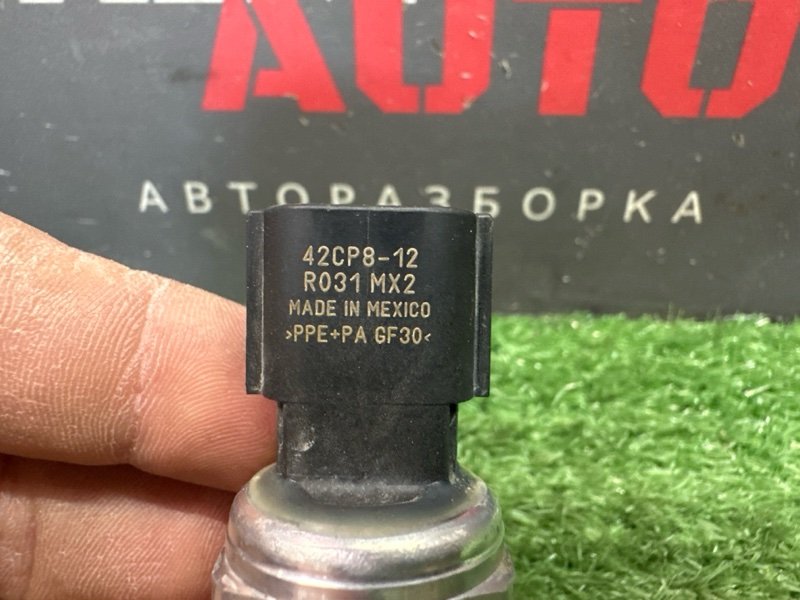 AUTO
АВТОРАЗБОРКА
42CP8-12
R031 MX2
MADE IN MEXICO
>PPE+PA GF30<